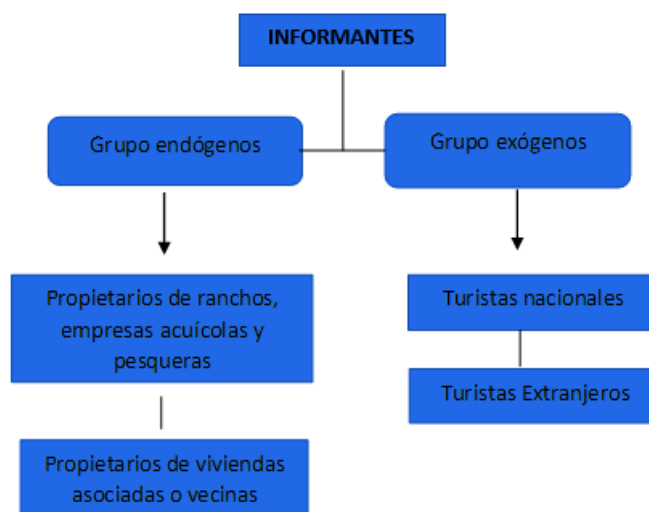 INFORMANTES
Grupo endógenos
Grupo exógenos
Propietarios de ranchos,
empresas acuícolas y
pesqueras
Propietarios de viviendas
asociadas o vecinas
Turistas nacionales
Turistas Extranjeros